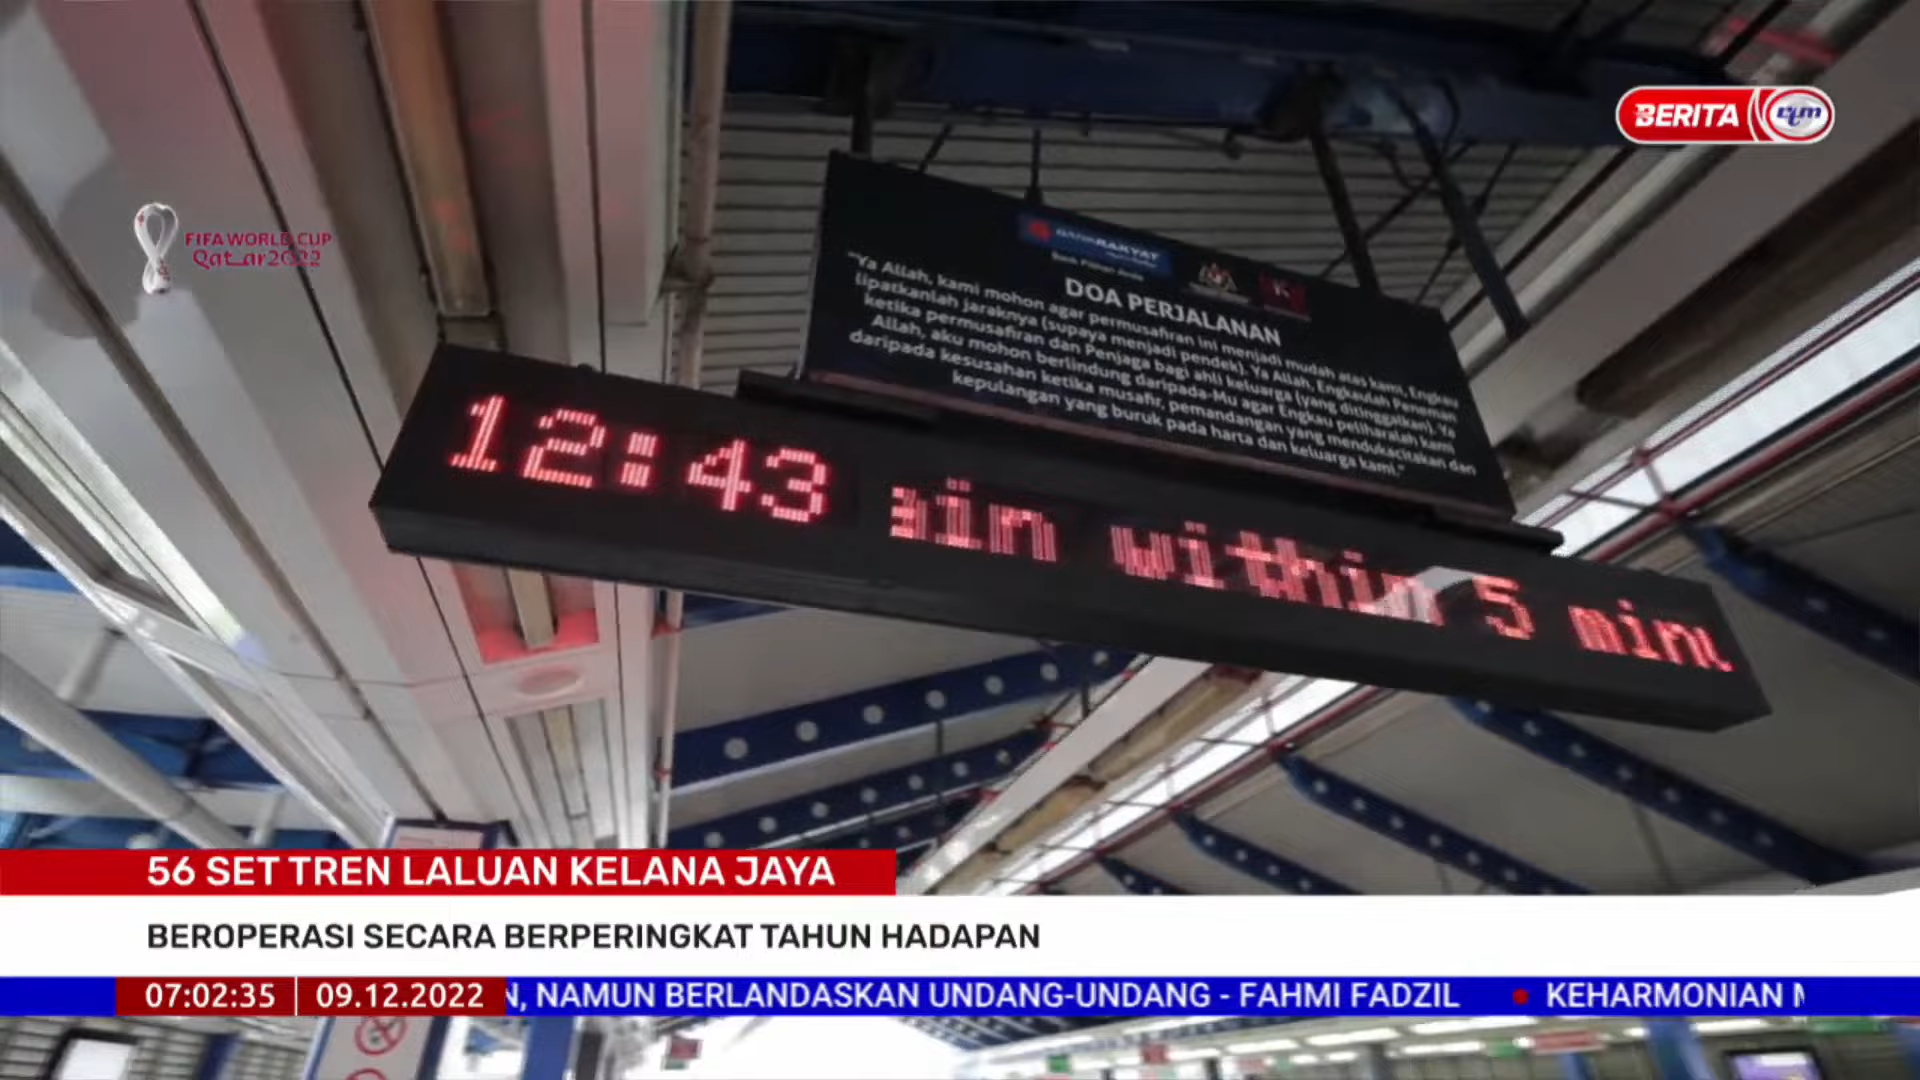 BERITA rtm
FIFA WORLD CUP
Qatar2022
BANKRAKYAT
DOA PERJALANAN
"Ya Allah, kami mohon agar permusafiran ini menjadi mudah atas kami, Engkau
lipatkanlah jaraknya (supaya menjadi pendek). Ya Allah, Engkaulah Peneman
ketika permusafiran dan Penjaga bagi ahli keluarga (yang ditinggalkan). Ya
Allah, aku mohon berlindung daripada-Mu agar Engkau peliharalah kami
daripada kesusahan ketika musafir, pemandangan yang mendukacitakan dan
kepulangan yang buruk pada harta dan keluarga kami."
12:43 ain within 5 minu
56 SET TREN LALUAN KELANA JAYA
BEROPERASI SECARA BERPERINGKAT TAHUN HADAPAN
07:02:35 09.12.2022 N, NAMUN BERLANDASKAN UNDANG-UNDANG - FAHMI FADZIL • KEHARMONIAN